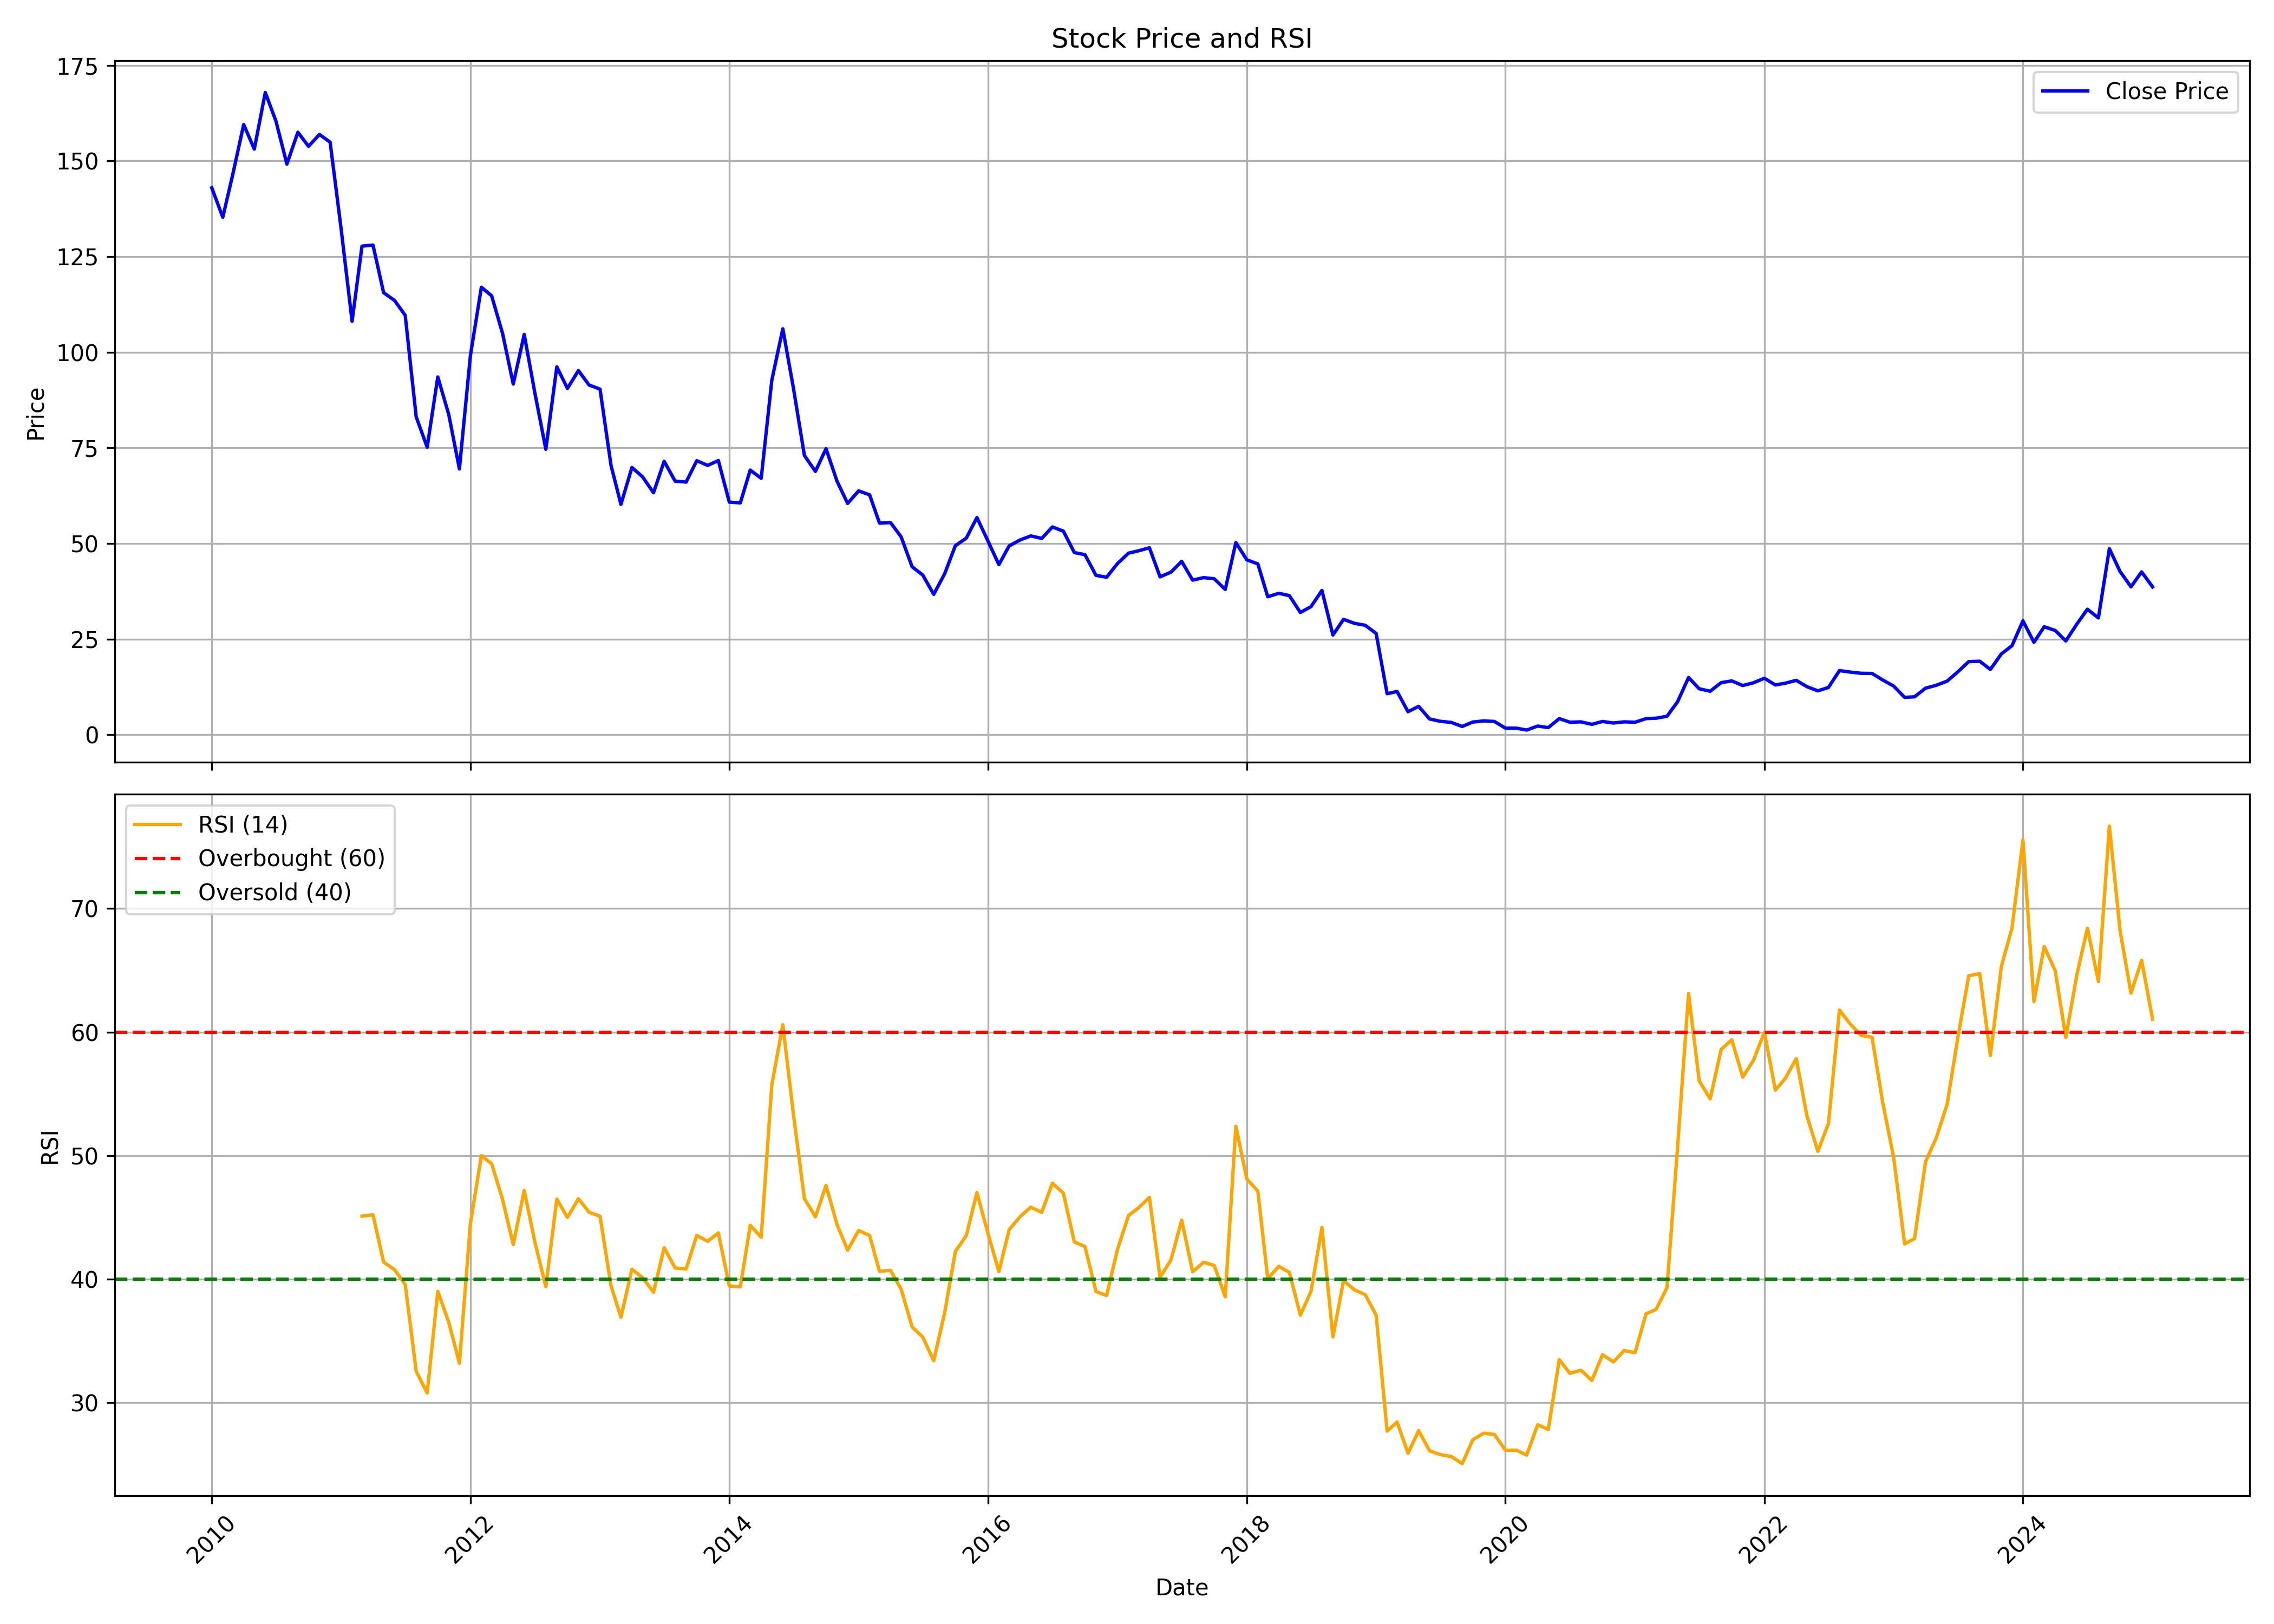 Stock Price and RSI
175
150
125
100
75
50
25
0
Price
Close Price
RSI (14)
Overbought (60)
Oversold (40)
70
60
50
40
30
RSI
2010
2012
2014
2016
2018
2020
2022
2024
Date